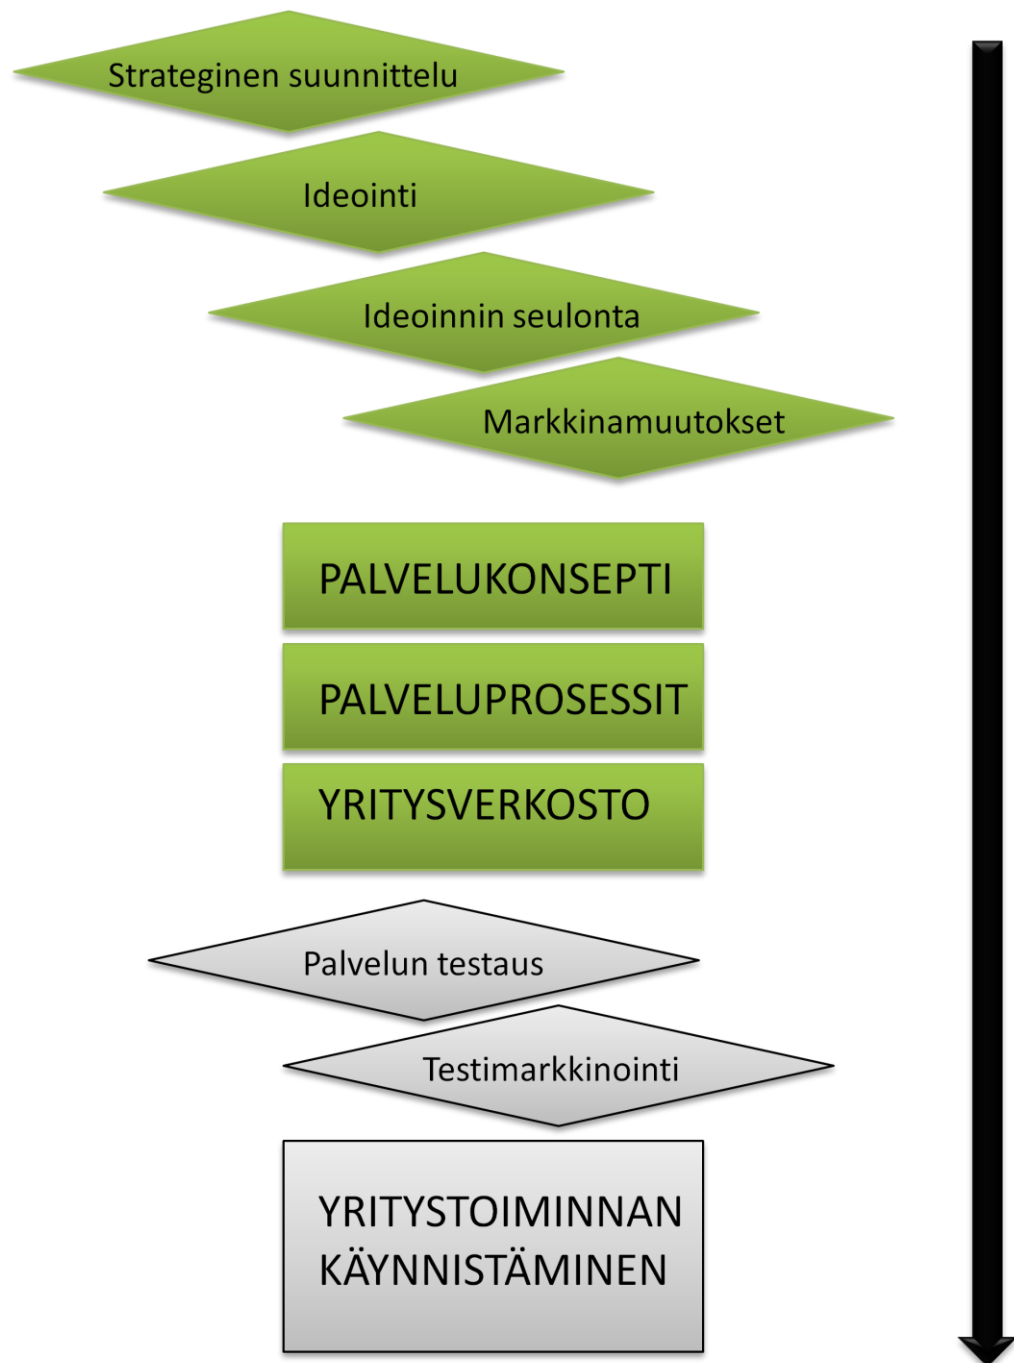 Strateginen suunnittelu
Ideointi
Ideoinnin seulonta
Markkinamuutokset
PALVELUKONSEPTI
PALVELUPROSESSIT
YRITYSVERKOSTO
Palvelun testaus
Testimarkkinointi
YRITYSTOIMINNAN
KÄYNNISTÄMINEN